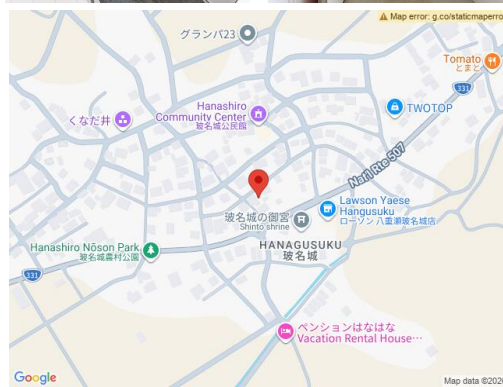 Map error: g.co/staticmaperro
グランパ23
Tomato
とまと
331
TWOTOP
Hanashiro
Community Center
玻名城公民館
くなだ井
Nat'l Rte 507
Lawson Yaese
Hangusuku
ローソン 八重瀬玻名城店
玻名城の御宮
Shinto shrine
HANAGUSUKU
玻名城
Hanashiro Nōson Park
玻名城農村公園
331
ペンションはなはな
Vacation Rental House…
Google
Map data ©202